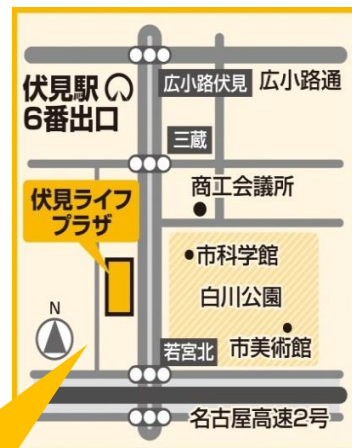 伏見駅
6番出口
広小路伏見
広小路通
三蔵
商工会議所
伏見ライフ
プラザ
市科学館
白川公園
N
若宮北
市美術館
名古屋高速2号